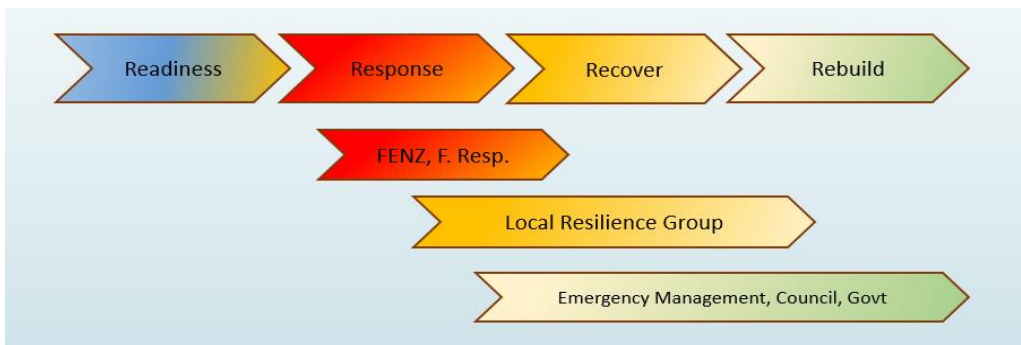 Readiness
Response
Recover
Rebuild
FENZ, F. Resp.
Local Resilience Group
Emergency Management, Council, Govt